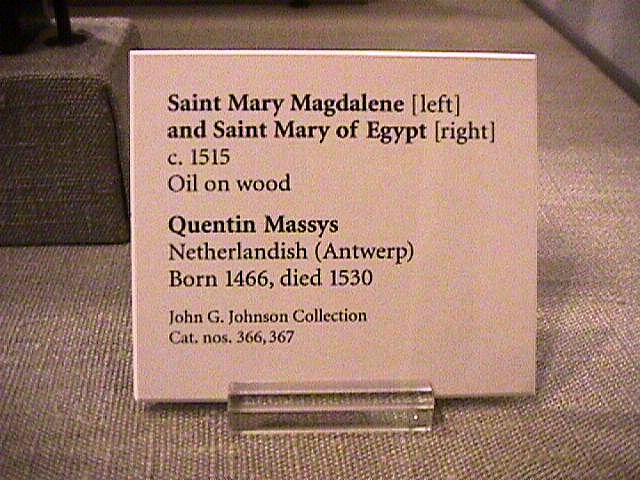 Saint Mary Magdalene [left]
and Saint Mary of Egypt [right]
c. 1515
Oil on wood
Quentin Massys
Netherlandish (Antwerp)
Born 1466, died 1530
John G. Johnson Collection
Cat. nos. 366, 367